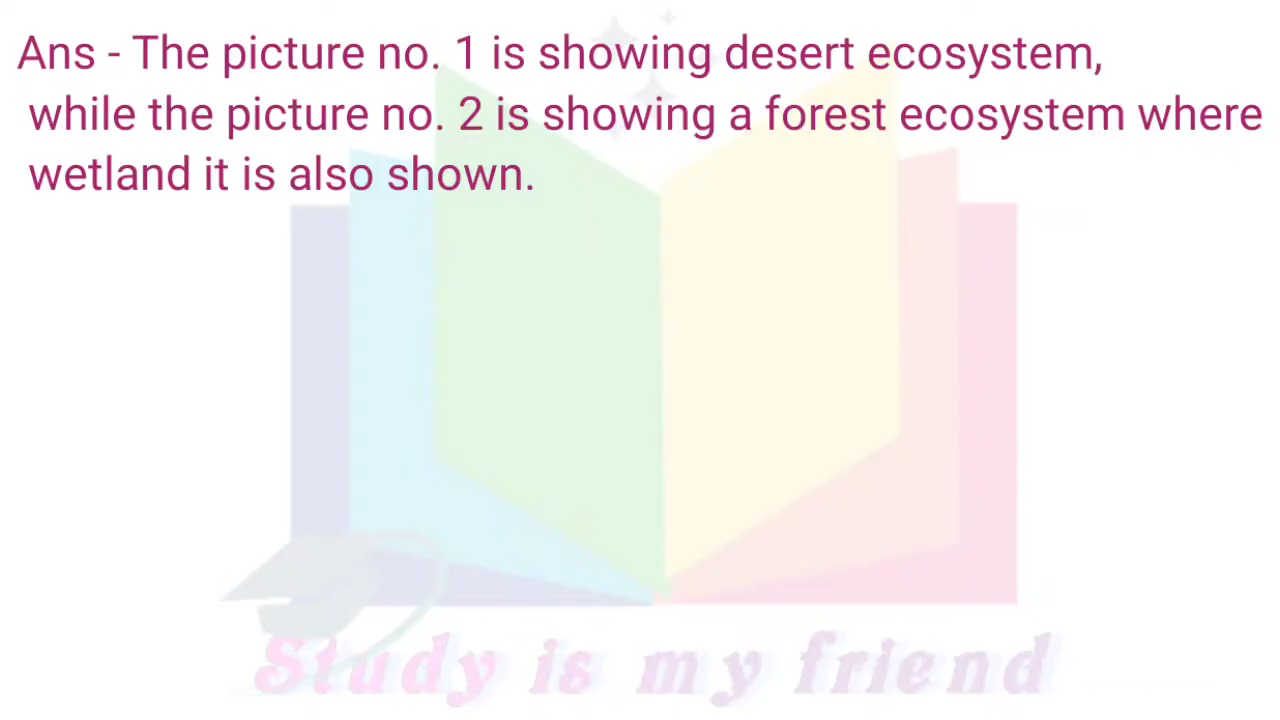 Ans - The picture no. 1 is showing desert ecosystem,
while the picture no. 2 is showing a forest ecosystem where
wetland it is also shown.
Study is my friend